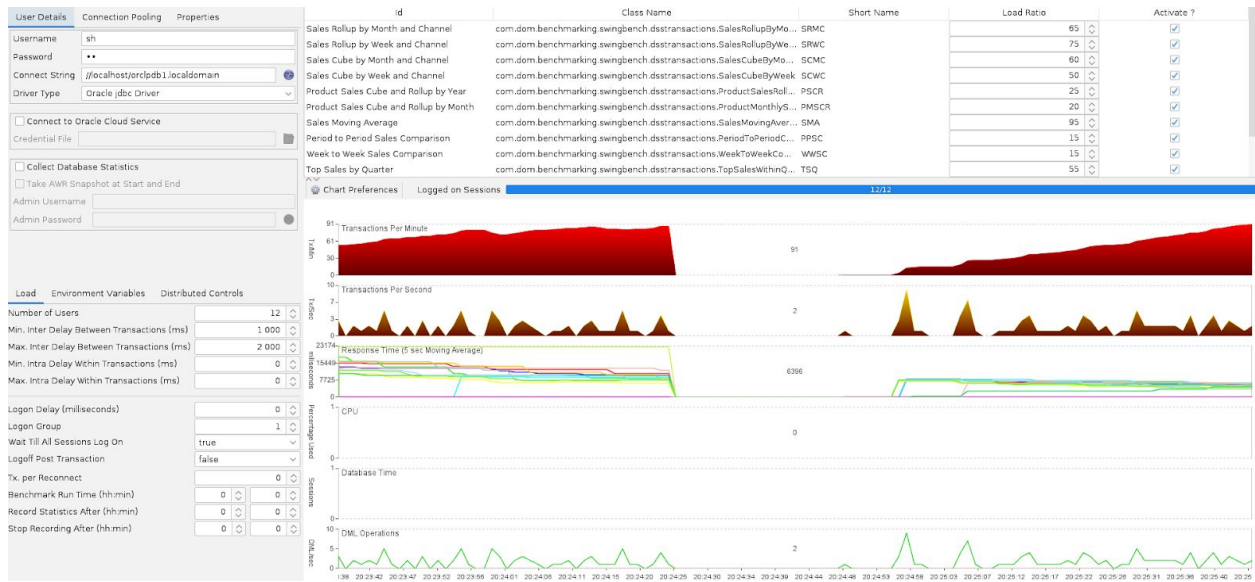 User Details Connection Pooling Properties
Username sh
Password ••
Connect String //localhost/orclpdb1.localdomain
Driver Type Oracle jdbc Driver
Connect to Oracle Cloud Service
Credential File
Collect Database Statistics
Take AWR Snapshot at Start and End
Admin Username
Admin Password
Load Environment Variables Distributed Controls
Number of Users 12
Min. Inter Delay Between Transactions (ms) 1 000
Max. Inter Delay Between Transactions (ms) 2 000
Min. Intra Delay Within Transactions (ms) 0
Max. Intra Delay Within Transactions (ms) 0
Logon Delay (milliseconds) 0
Logon Group 1
Wait Till All Sessions Log On true
Logoff Post Transaction false
Tx. per Reconnect 0
Benchmark Run Time (hh:min) 0 0
Record Statistics After (hh:min) 0 0
Stop Recording After (hh:min) 0 0
Id Class Name Short Name Load Ratio Activate ?
Sales Rollup by Month and Channel com.dom.benchmarking.swingbench.dsstransactions.SalesRollupByMo... SRMC 65
Sales Rollup by Week and Channel com.dom.benchmarking.swingbench.dsstransactions.SalesRollupByWe... SRWC 75
Sales Cube by Month and Channel com.dom.benchmarking.swingbench.dsstransactions.SalesCubeByMo... SCMC 60
Sales Cube by Week and Channel com.dom.benchmarking.swingbench.dsstransactions.SalesCubeByWeek SCWC 50
Product Sales Cube and Rollup by Year com.dom.benchmarking.swingbench.dsstransactions.ProductSalesRoll... PSCR 25
Product Sales Cube and Rollup by Month com.dom.benchmarking.swingbench.dsstransactions.ProductMonthlyS... PMSCR 20
Sales Moving Average com.dom.benchmarking.swingbench.dsstransactions.SalesMovingAver... SMA 95
Period to Period Sales Comparison com.dom.benchmarking.swingbench.dsstransactions.PeriodToPeriodC... PPSC 15
Week to Week Sales Comparison com.dom.benchmarking.swingbench.dsstransactions.WeekToWeekCo... WWSC 15
Top Sales by Quarter com.dom.benchmarking.swingbench.dsstransactions.TopSalesWithinQ... TSQ 55
Chart Preferences Logged on Sessions 12/12
Transactions Per Minute
Tx/Min
91
61
30
0
91
Transactions Per Second
Tx/Sec
10
7
3
0
2
Response Time (5 sec Moving Average)
milliseconds
23174
15449
7725
0
6396
CPU
Percentage Used
1
0
0
Database Time
Sessions
1
0
DML Operations
DML/sec
10
5
0
2
:38 20:23:42 20:23:47 20:23:52 20:23:56 20:24:01 20:24:06 20:24:11 20:24:15 20:24:20 20:24:25 20:24:30 20:24:34 20:24:39 20:24:44 20:24:48 20:24:53 20:24:58 20:25:03 20:25:07 20:25:12 20:25:17 20:25:22 20:25:26 20:25:31 20:25:36 20:25:40